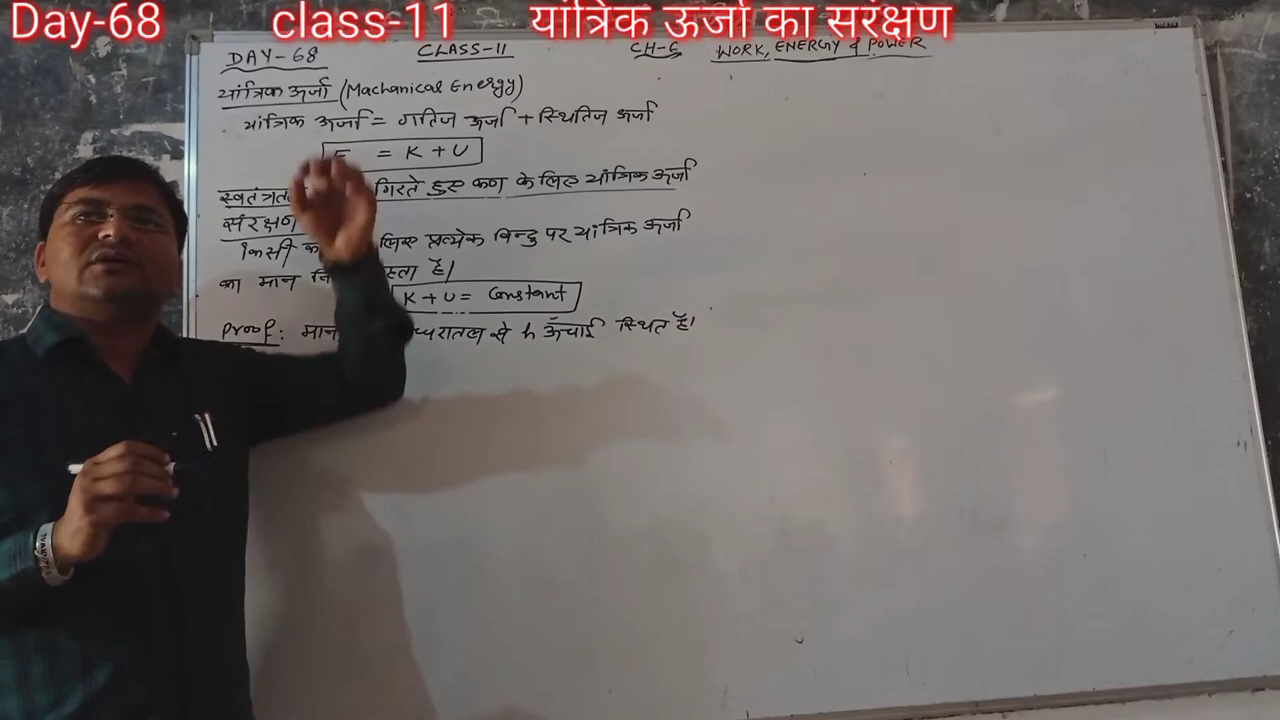 Day-68 class-11 यांत्रिक ऊर्जा का सरंक्षण
DAY-68 CLASS-11 CH-6 WORK, ENERGY & POWER
यांत्रिक ऊर्जा (Machanical Energy)
यांत्रिक ऊर्जा = गतिज ऊर्जा + स्थितिज ऊर्जा
E = K + U
गिरते हुए कण के लिए यांत्रिक ऊर्जा
संरक्षण
किसी लिए प्रत्येक बिन्दु पर यांत्रिक ऊर्जा
का मान है।
K + U = Constant
Proof: से h ऊँचाई स्थित है।